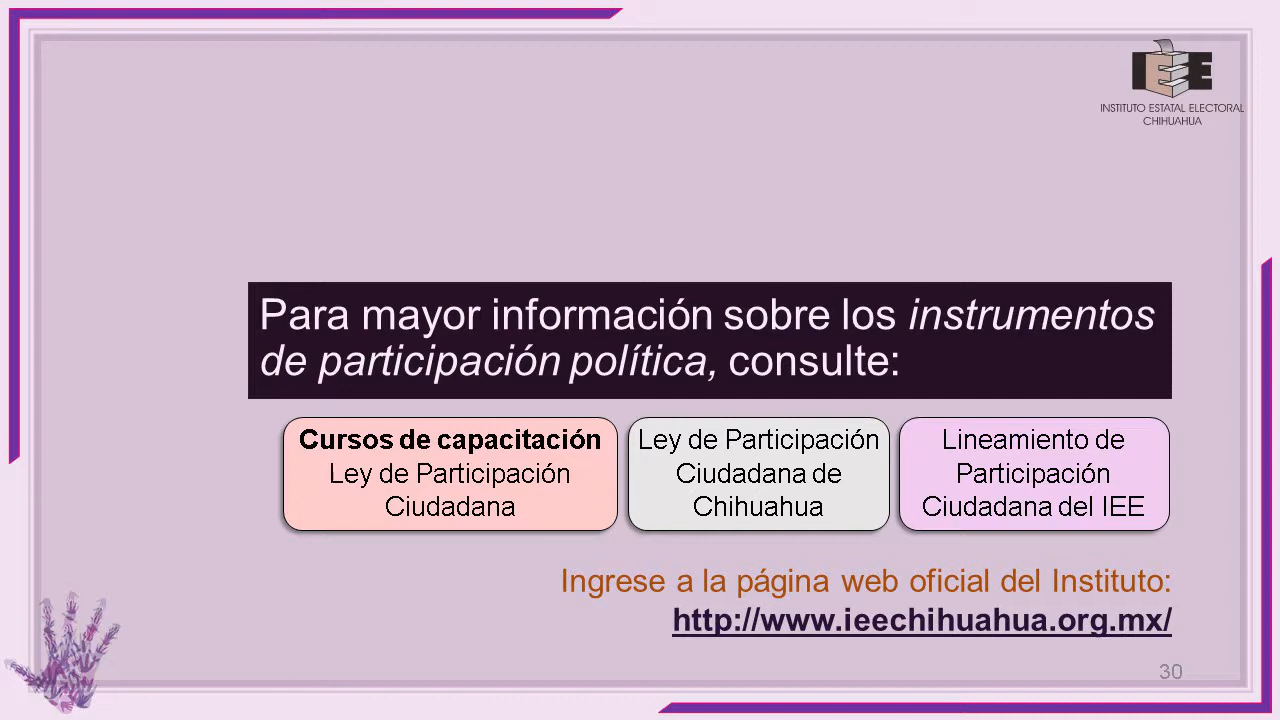 IEE
INSTITUTO ESTATAL ELECTORAL
CHIHUAHUA
Para mayor información sobre los instrumentos
de participación política, consulte:
Cursos de capacitación
Ley de Participación
Ciudadana
Ley de Participación
Ciudadana de
Chihuahua
Lineamiento de
Participación
Ciudadana del IEE
Ingrese a la página web oficial del Instituto:
http://www.ieechihuahua.org.mx/
30